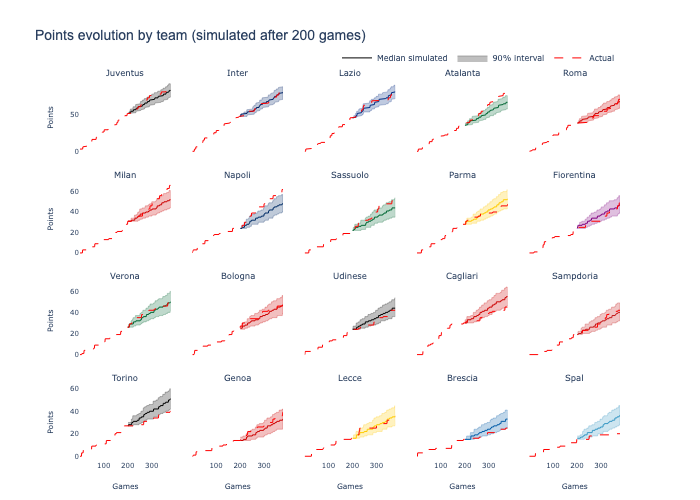 Points evolution by team (simulated after 200 games)
Median simulated 90% interval Actual
Juventus Inter Lazio Atalanta Roma
Points
50
0
Milan Napoli Sassuolo Parma Fiorentina
Points
60
40
20
0
Verona Bologna Udinese Cagliari Sampdoria
Points
60
40
20
0
Torino Genoa Lecce Brescia Spal
Points
60
40
20
0
100 200 300 100 200 300 100 200 300 100 200 300 100 200 300
Games Games Games Games Games